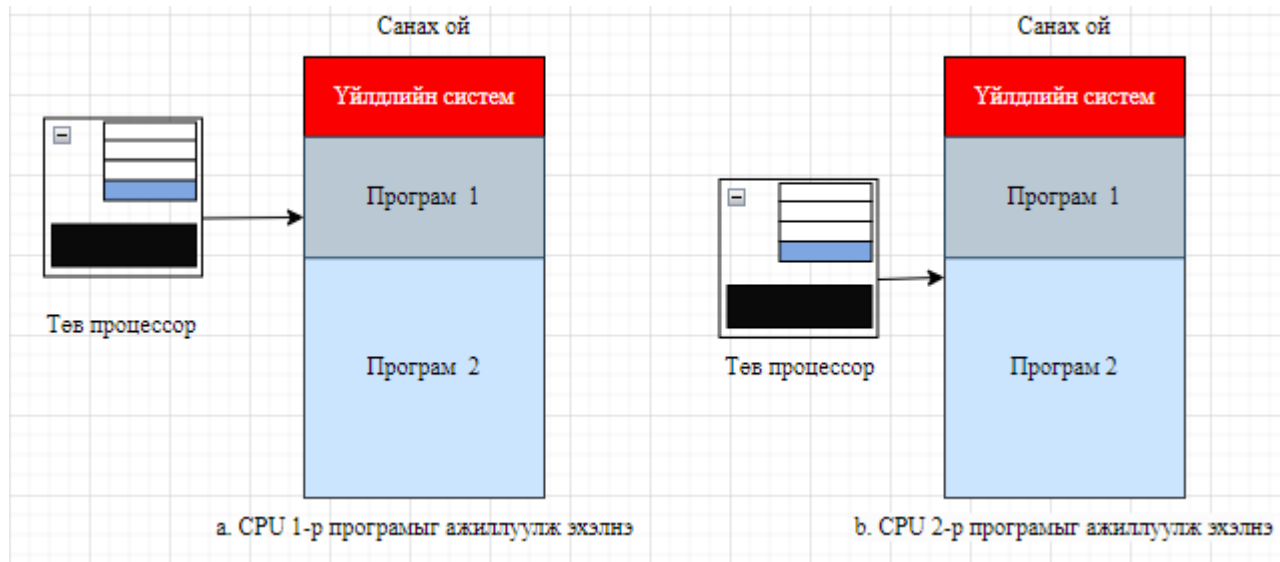 Санах ой
Үйлдлийн систем
Програм 1
Төв процессор
Програм 2
a. CPU 1-р програмыг ажиллуулж эхэлнэ
Санах ой
Үйлдлийн систем
Програм 1
Төв процессор
Програм 2
b. CPU 2-р програмыг ажиллуулж эхэлнэ